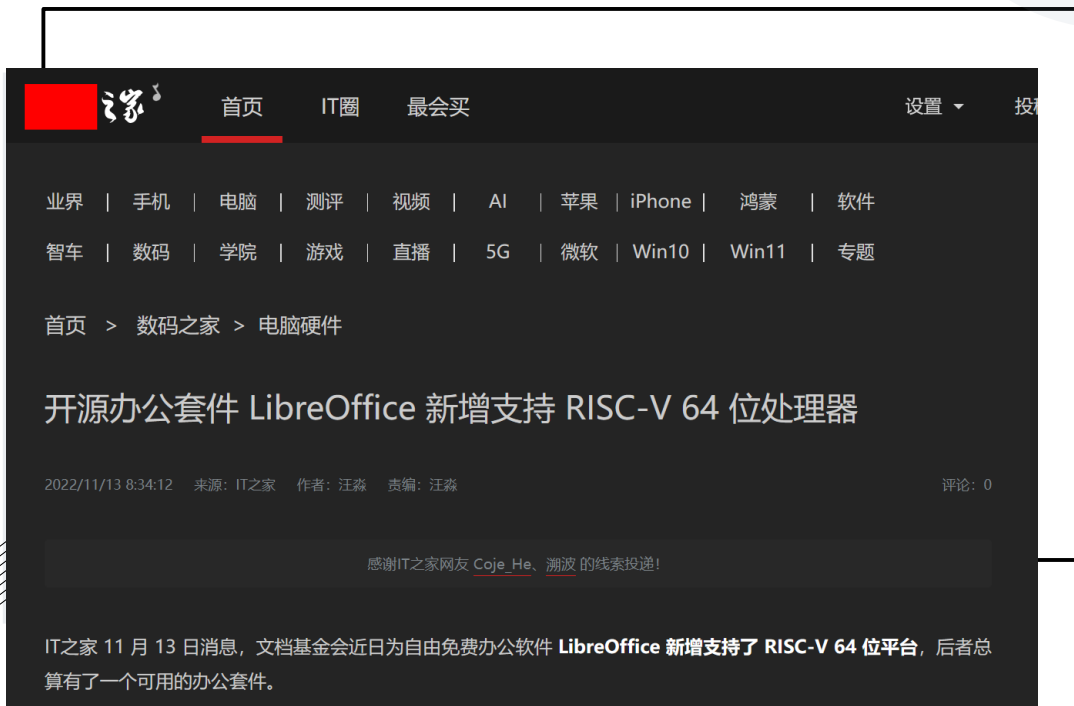 之家
首页 IT圈 最会买 设置 投稿
业界 | 手机 | 电脑 | 测评 | 视频 | AI | 苹果 | iPhone | 鸿蒙 | 软件
智车 | 数码 | 学院 | 游戏 | 直播 | 5G | 微软 | Win10 | Win11 | 专题
首页 > 数码之家 > 电脑硬件
开源办公套件 LibreOffice 新增支持 RISC-V 64 位处理器
2022/11/13 8:34:12 来源：IT之家 作者：汪淼 责编：汪淼 评论：0
感谢IT之家网友 Coje_He、溯波 的线索投递！
IT之家 11 月 13 日消息，文档基金会近日为自由免费办公软件 LibreOffice 新增支持了 RISC-V 64 位平台，后者总
算有了一个可用的办公套件。